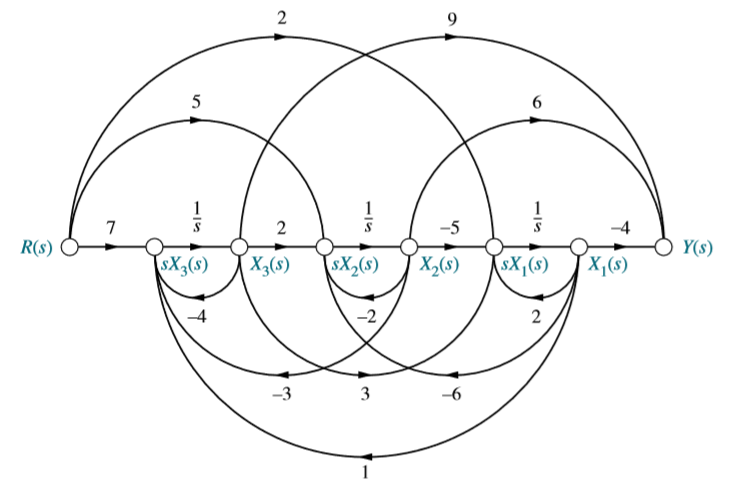 2
9
5
6
7
1/s
2
1/s
–5
1/s
–4
R(s)
sX₃(s)
X₃(s)
sX₂(s)
X₂(s)
sX₁(s)
X₁(s)
Y(s)
–4
–2
2
–3
3
–6
1